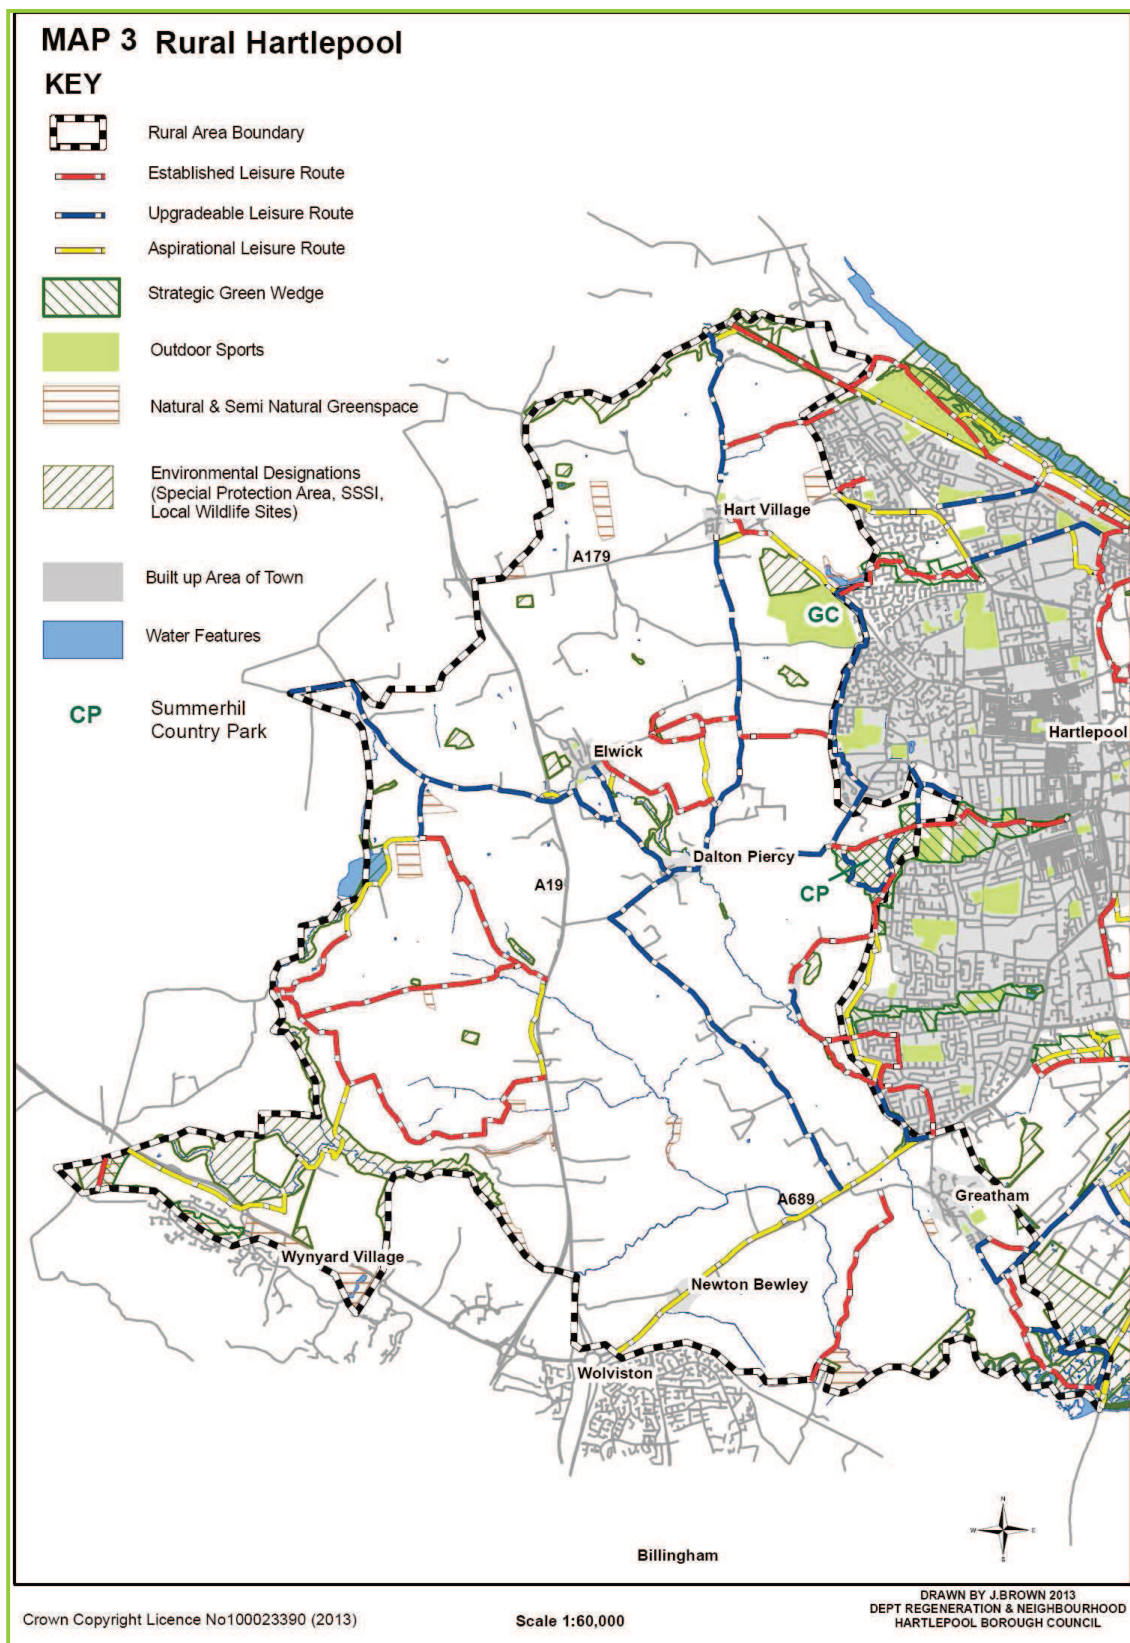 MAP 3 Rural Hartlepool
KEY
Rural Area Boundary
Established Leisure Route
Upgradeable Leisure Route
Aspirational Leisure Route
Strategic Green Wedge
Outdoor Sports
Natural & Semi Natural Greenspace
Environmental Designations
(Special Protection Area, SSSI,
Local Wildlife Sites)
Built up Area of Town
Water Features
CP Summerhil
Country Park
Hart Village
A179
GC
Hartlepool
Elwick
Dalton Piercy
A19
CP
Greatham
A689
Wynyard Village
Newton Bewley
Wolviston
Billingham
N
W E
S
Crown Copyright Licence No100023390 (2013)
Scale 1:60,000
DRAWN BY J.BROWN 2013
DEPT REGENERATION & NEIGHBOURHOOD
HARTLEPOOL BOROUGH COUNCIL